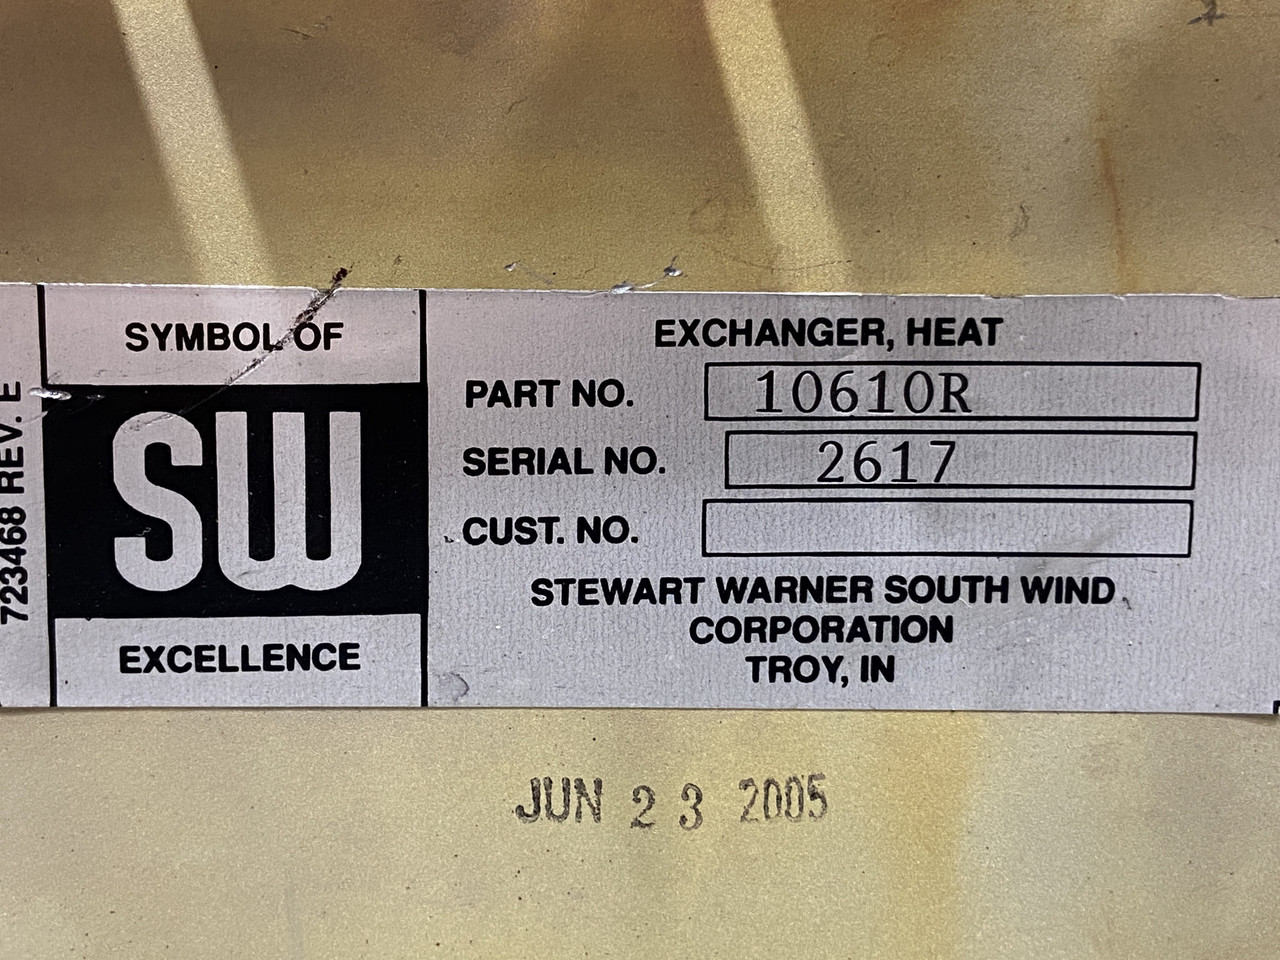 723468 REV. E
SYMBOL OF
SW
EXCELLENCE
EXCHANGER, HEAT
PART NO. 10610R
SERIAL NO. 2617
CUST. NO.
STEWART WARNER SOUTH WIND
CORPORATION
TROY, IN
JUN 23 2005